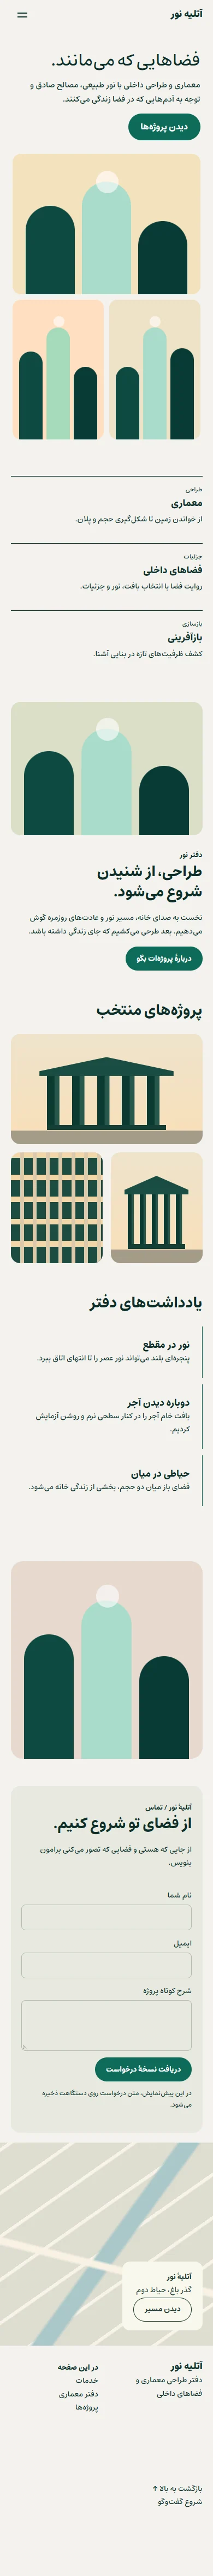 آتلیه نور
فضاهایی که می‌مانند.
معماری و طراحی داخلی با نور طبیعی، مصالح صادق و
توجه به آدم‌هایی که در فضا زندگی می‌کنند.
دیدن پروژه‌ها
طراحی
معماری
از خواندن زمین تا شکل‌گیری حجم و پلان.
جزئیات
فضاهای داخلی
روایت فضا با انتخاب بافت، نور و جزئیات.
بازسازی
بازآفرینی
کشف ظرفیت‌های تازه در بنایی آشنا.
دفتر نور
طراحی، از شنیدن
شروع می‌شود.
نخست به صدای خانه، مسیر نور و عادت‌های روزمره گوش
می‌دهیم. بعد طرحی می‌کشیم که جای زندگی داشته باشد.
دربارهٔ پروژه‌ات بگو
پروژه‌های منتخب
یادداشت‌های دفتر
نور در مقطع
پنجره‌ای بلند می‌تواند نور عصر را تا انتهای اتاق ببرد.
دوباره دیدن آجر
بافت خام آجر را در کنار سطحی نرم و روشن آزمایش
کردیم.
حیاطی در میان
فضای باز میان دو حجم، بخشی از زندگی خانه می‌شود.
آتلیهٔ نور / تماس
از فضای تو شروع کنیم.
از جایی که هستی و فضایی که تصور می‌کنی برامون
بنویس.
نام شما
ایمیل
شرح کوتاه پروژه
دریافت نسخهٔ درخواست
در این پیش‌نمایش، متن درخواست روی دستگاهت ذخیره
می‌شود.
آتلیهٔ نور
گذر باغ، حیاط دوم
دیدن مسیر
آتلیه نور
دفتر طراحی معماری و
فضاهای داخلی
در این صفحه
خدمات
دفتر معماری
پروژه‌ها
بازگشت به بالا ↑
شروع گفت‌وگو